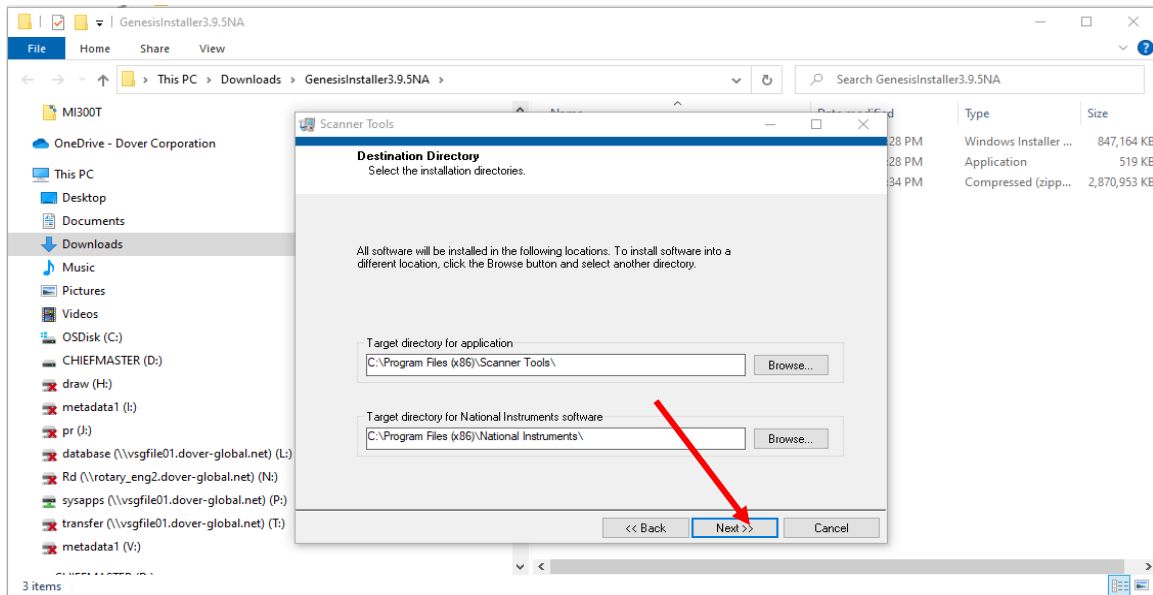 GenesisInstaller3.9.5NA
File Home Share View
This PC > Downloads > GenesisInstaller3.9.5NA >
Search GenesisInstaller3.9.5NA
MI300T
OneDrive - Dover Corporation
This PC
Desktop
Documents
Downloads
Music
Pictures
Videos
OSDisk (C:)
CHIEFMASTER (D:)
draw (H:)
metadata1 (I:)
pr (J:)
database (\\vsgfile01.dover-global.net) (L:)
Rd (\\rotary_eng2.dover-global.net) (N:)
sysapps (\\vsgfile01.dover-global.net) (P:)
transfer (\\vsgfile01.dover-global.net) (T:)
metadata1 (V:)
3 items
Type Size
:28 PM Windows Installer ... 847,164 KB
:28 PM Application 519 KB
:34 PM Compressed (zipp... 2,870,953 KB
Scanner Tools
Destination Directory
Select the installation directories.
All software will be installed in the following locations. To install software into a
different location, click the Browse button and select another directory.
Target directory for application
C:\Program Files (x86)\Scanner Tools\
Browse...
Target directory for National Instruments software
C:\Program Files (x86)\National Instruments\
Browse...
<< Back Next >> Cancel